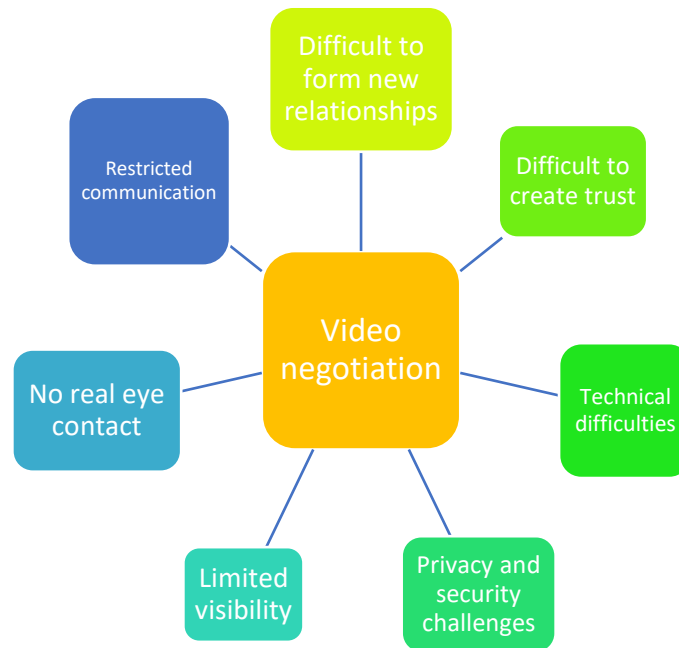 Difficult to
form new
relationships
Difficult to
create trust
Technical
difficulties
Privacy and
security
challenges
Limited
visibility
No real eye
contact
Restricted
communication
Video
negotiation